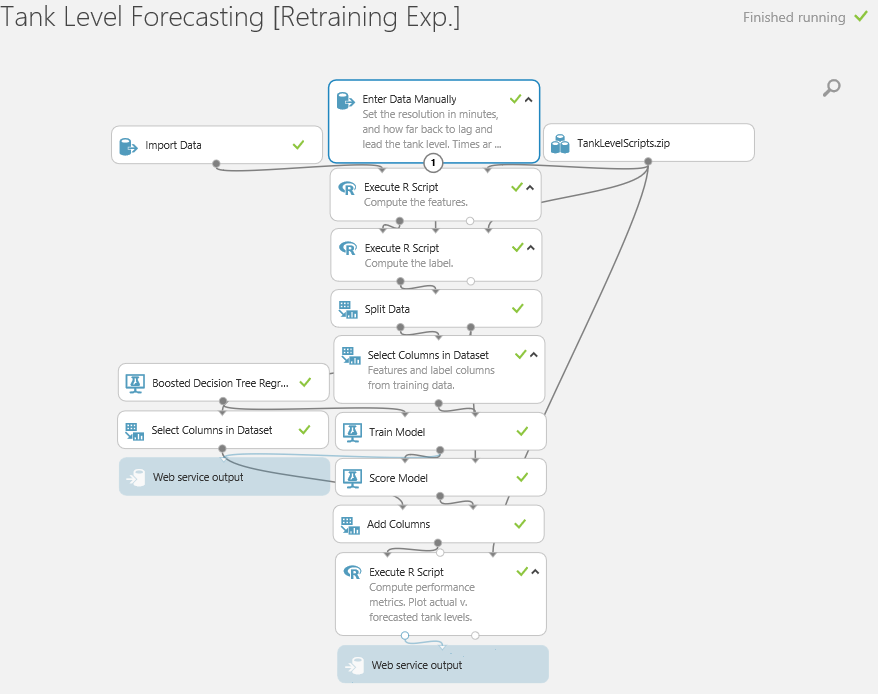 Tank Level Forecasting [Retraining Exp.]
Finished running
Enter Data Manually
Set the resolution in minutes,
and how far back to lag and
lead the tank level. Times ar ...
Import Data
TankLevelScripts.zip
1
Execute R Script
Compute the features.
Execute R Script
Compute the label.
Split Data
Select Columns in Dataset
Features and label columns
from training data.
Boosted Decision Tree Regr...
Select Columns in Dataset
Train Model
Web service output
Score Model
Add Columns
Execute R Script
Compute performance
metrics. Plot actual v.
forecasted tank levels.
Web service output